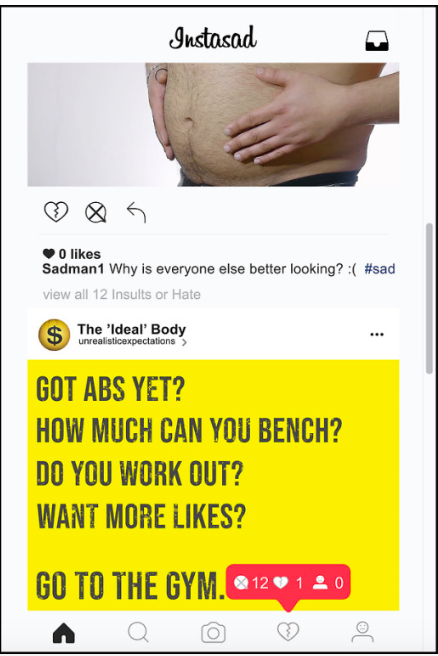 Instasad
0 likes
Sadman1 Why is everyone else better looking? :( #sad
view all 12 Insults or Hate
$ The 'Ideal' Body
unrealisticexpectations >
GOT ABS YET?
HOW MUCH CAN YOU BENCH?
DO YOU WORK OUT?
WANT MORE LIKES?
GO TO THE GYM.
12 1 0